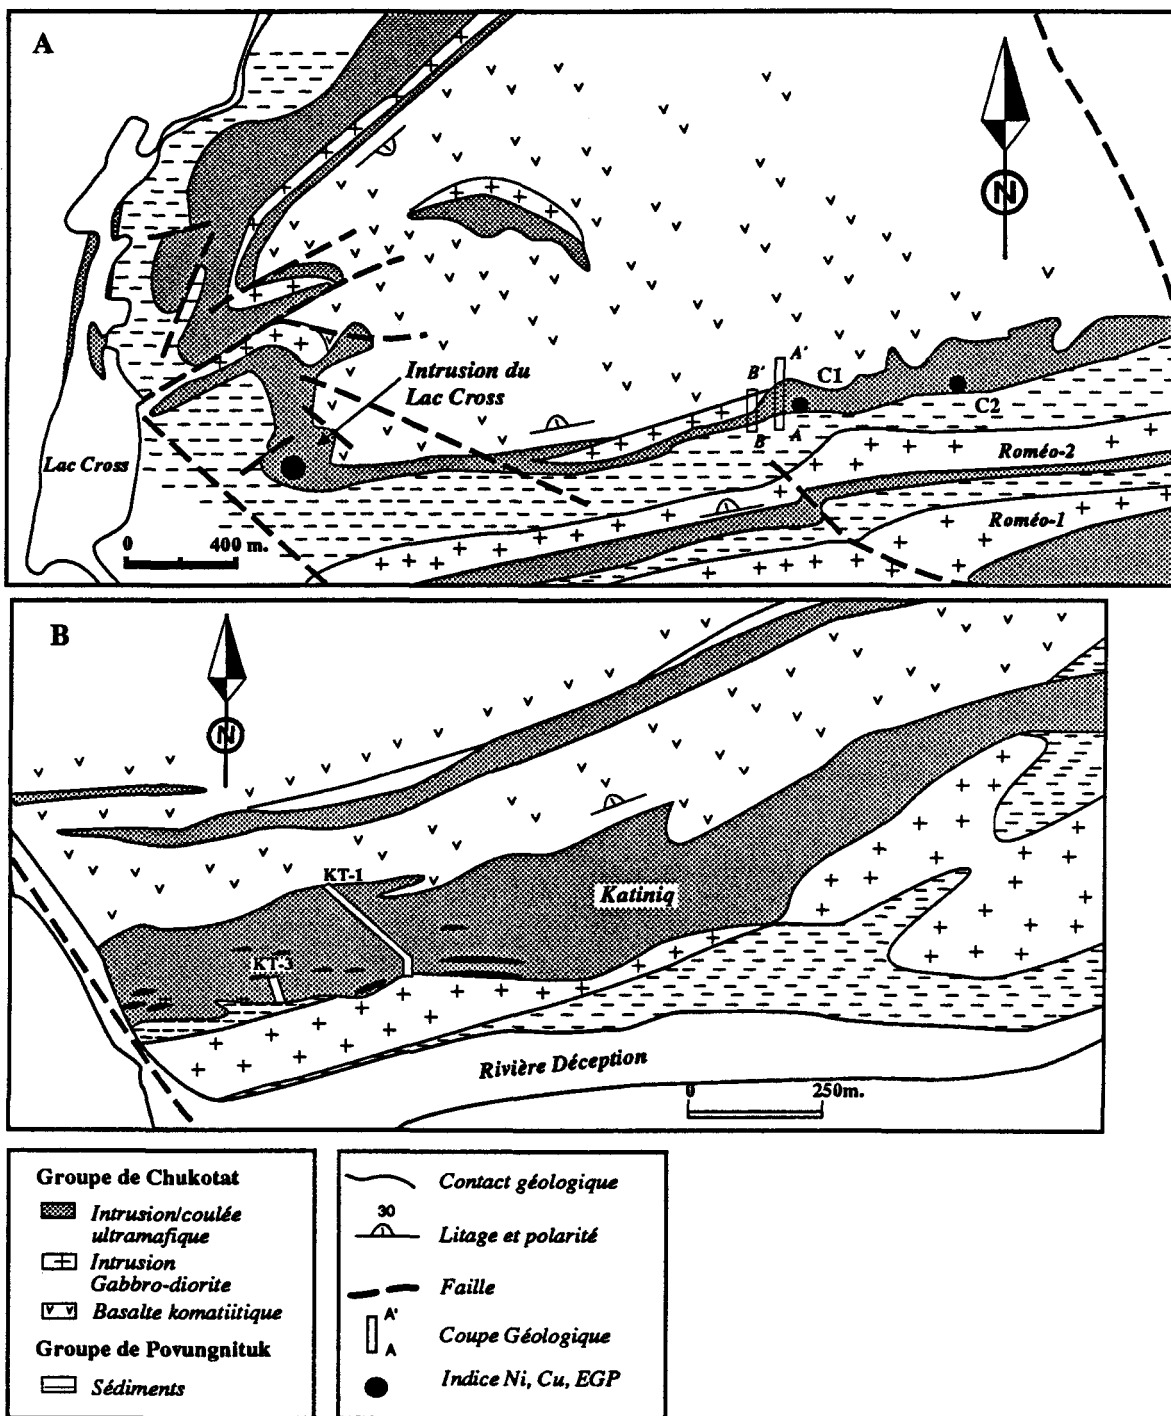 A
N
A'
B'
C1
Intrusion du
Lac Cross
B
A
C2
Lac Cross
Roméo-2
Roméo-1
0
400 m.
B
N
KT-1
Katiniq
KT-3
Rivière Déception
0
250m.
Groupe de Chukotat
Intrusion/coulée
ultramafique
Intrusion
Gabbro-diorite
Basalte komatiitique
Groupe de Povungnituk
Sédiments
Contact géologique
30
Litage et polarité
Faille
A'
Coupe Géologique
A
Indice Ni, Cu, EGP